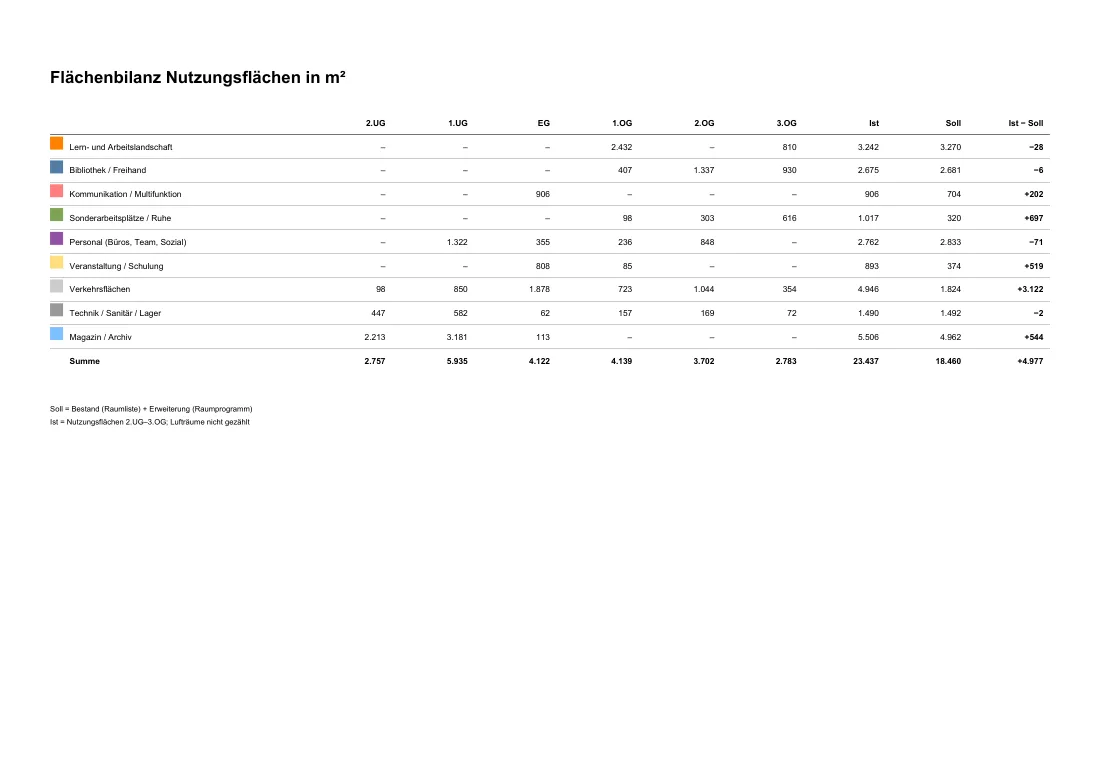 Flächenbilanz Nutzungsflächen in m²
2.UG 1.UG EG 1.OG 2.OG 3.OG Ist Soll Ist − Soll
Lern- und Arbeitslandschaft – – – 2.432 – 810 3.242 3.270 −28
Bibliothek / Freihand – – – 407 1.337 930 2.675 2.681 −6
Kommunikation / Multifunktion – – 906 – – – 906 704 +202
Sonderarbeitsplätze / Ruhe – – – 98 303 616 1.017 320 +697
Personal (Büros, Team, Sozial) – 1.322 355 236 848 – 2.762 2.833 −71
Veranstaltung / Schulung – – 808 85 – – 893 374 +519
Verkehrsflächen 98 850 1.878 723 1.044 354 4.946 1.824 +3.122
Technik / Sanitär / Lager 447 582 62 157 169 72 1.490 1.492 −2
Magazin / Archiv 2.213 3.181 113 – – – 5.506 4.962 +544
Summe 2.757 5.935 4.122 4.139 3.702 2.783 23.437 18.460 +4.977
Soll = Bestand (Raumliste) + Erweiterung (Raumprogramm)
Ist = Nutzungsflächen 2.UG–3.OG; Lufträume nicht gezählt